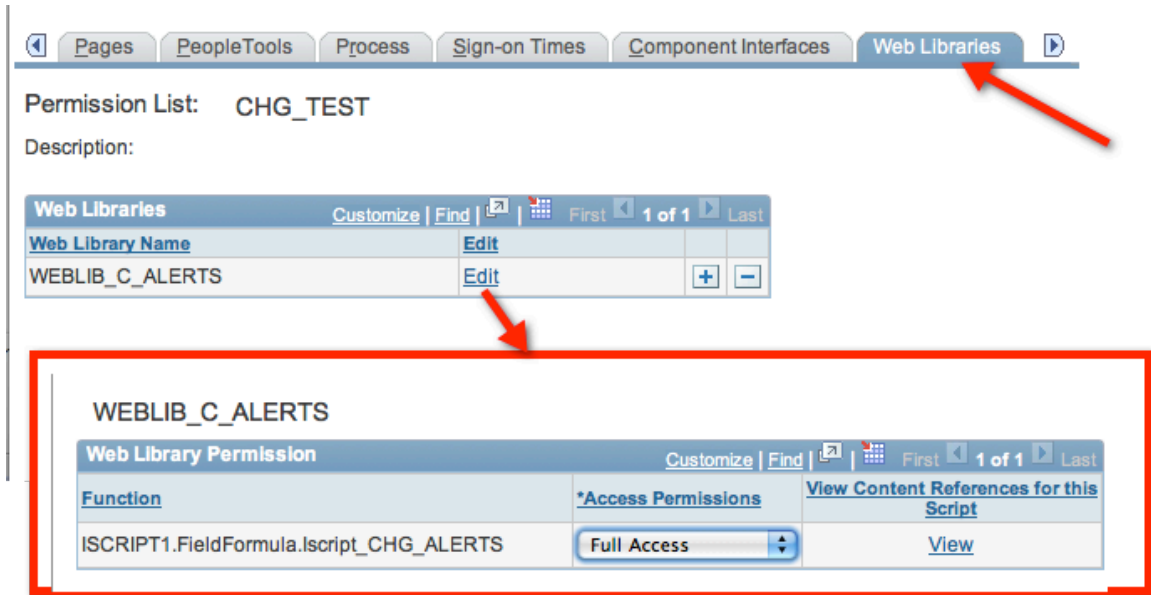 Pages PeopleTools Process Sign-on Times Component Interfaces Web Libraries
Permission List: CHG_TEST
Description:
Web Libraries Customize | Find | | First 1 of 1 Last
Web Library Name Edit
WEBLIB_C_ALERTS Edit
WEBLIB_C_ALERTS
Web Library Permission Customize | Find | | First 1 of 1 Last
Function *Access Permissions View Content References for this
Script
ISCRIPT1.FieldFormula.Iscript_CHG_ALERTS Full Access View